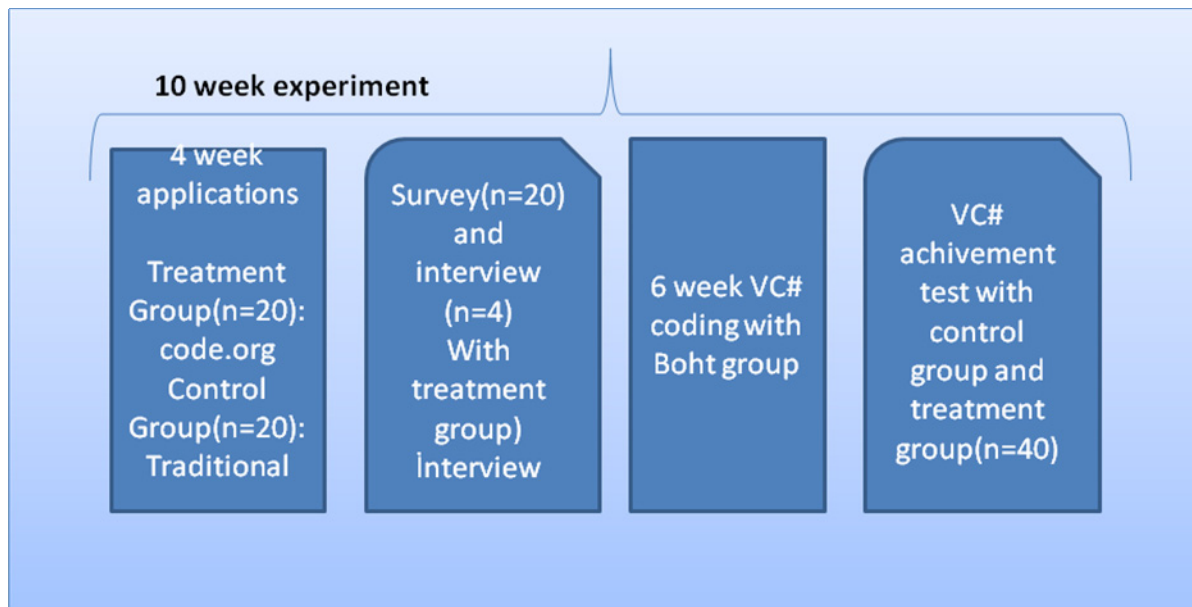 10 week experiment
4 week
applications
Treatment
Group(n=20):
code.org
Control
Group(n=20):
Traditional
Survey(n=20)
and
interview
(n=4)
With
treatment
group)
İnterview
6 week VC#
coding with
Boht group
VC#
achivement
test with
control
group and
treatment
group(n=40)